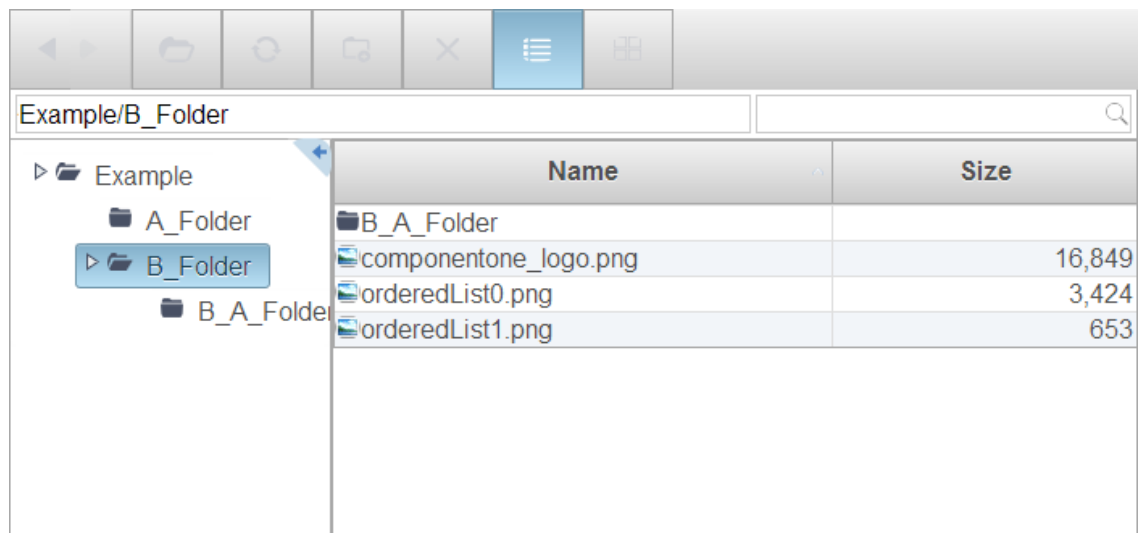 Example/B_Folder
Example
A_Folder
B_Folder
B_A_Folder
Name Size
B_A_Folder
componentone_logo.png 16,849
orderedList0.png 3,424
orderedList1.png 653